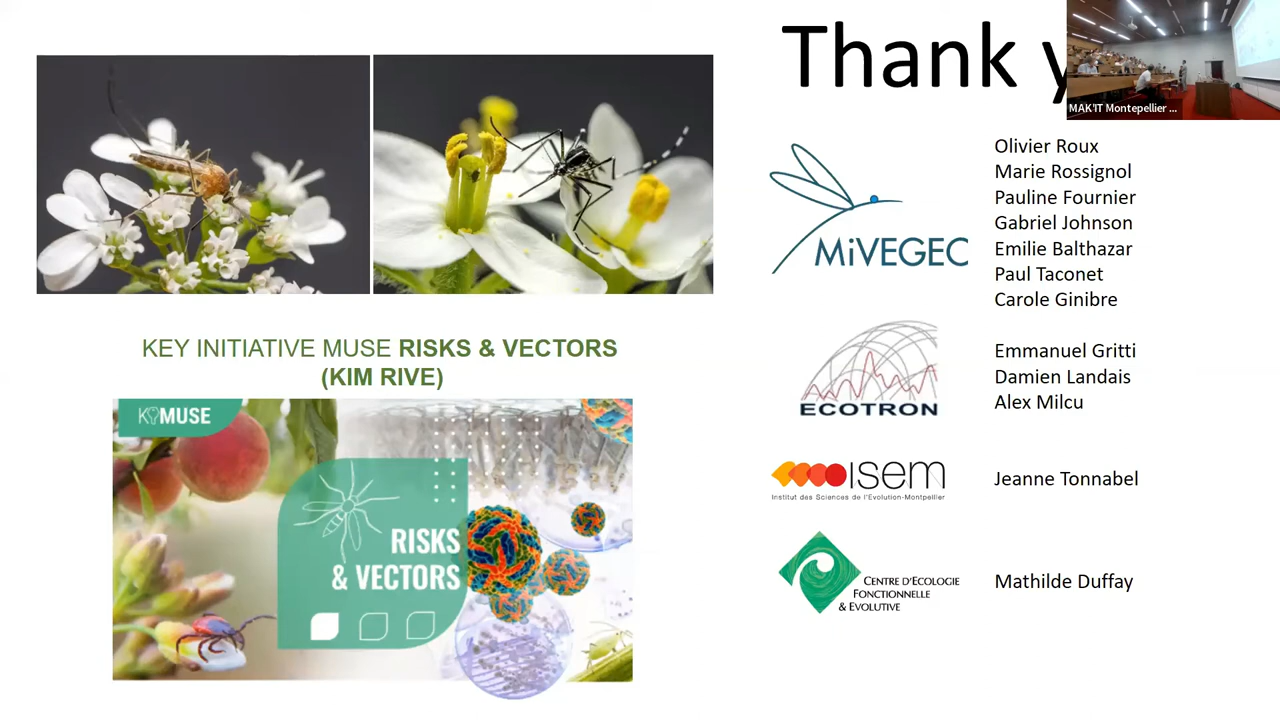 Thank y
MAK'IT Montepellier ...
Olivier Roux
Marie Rossignol
Pauline Fournier
Gabriel Johnson
Emilie Balthazar
Paul Taconet
Carole Ginibre
MiVEGEC
KEY INITIATIVE MUSE RISKS & VECTORS
(KIM RIVE)
KIMUSE
RISKS
& VECTORS
Emmanuel Gritti
Damien Landais
Alex Milcu
ECOTRON
isem
Institut des Sciences de l'Evolution-Montpellier
Jeanne Tonnabel
CENTRE D'ECOLOGIE
FONCTIONNELLE
& EVOLUTIVE
Mathilde Duffay